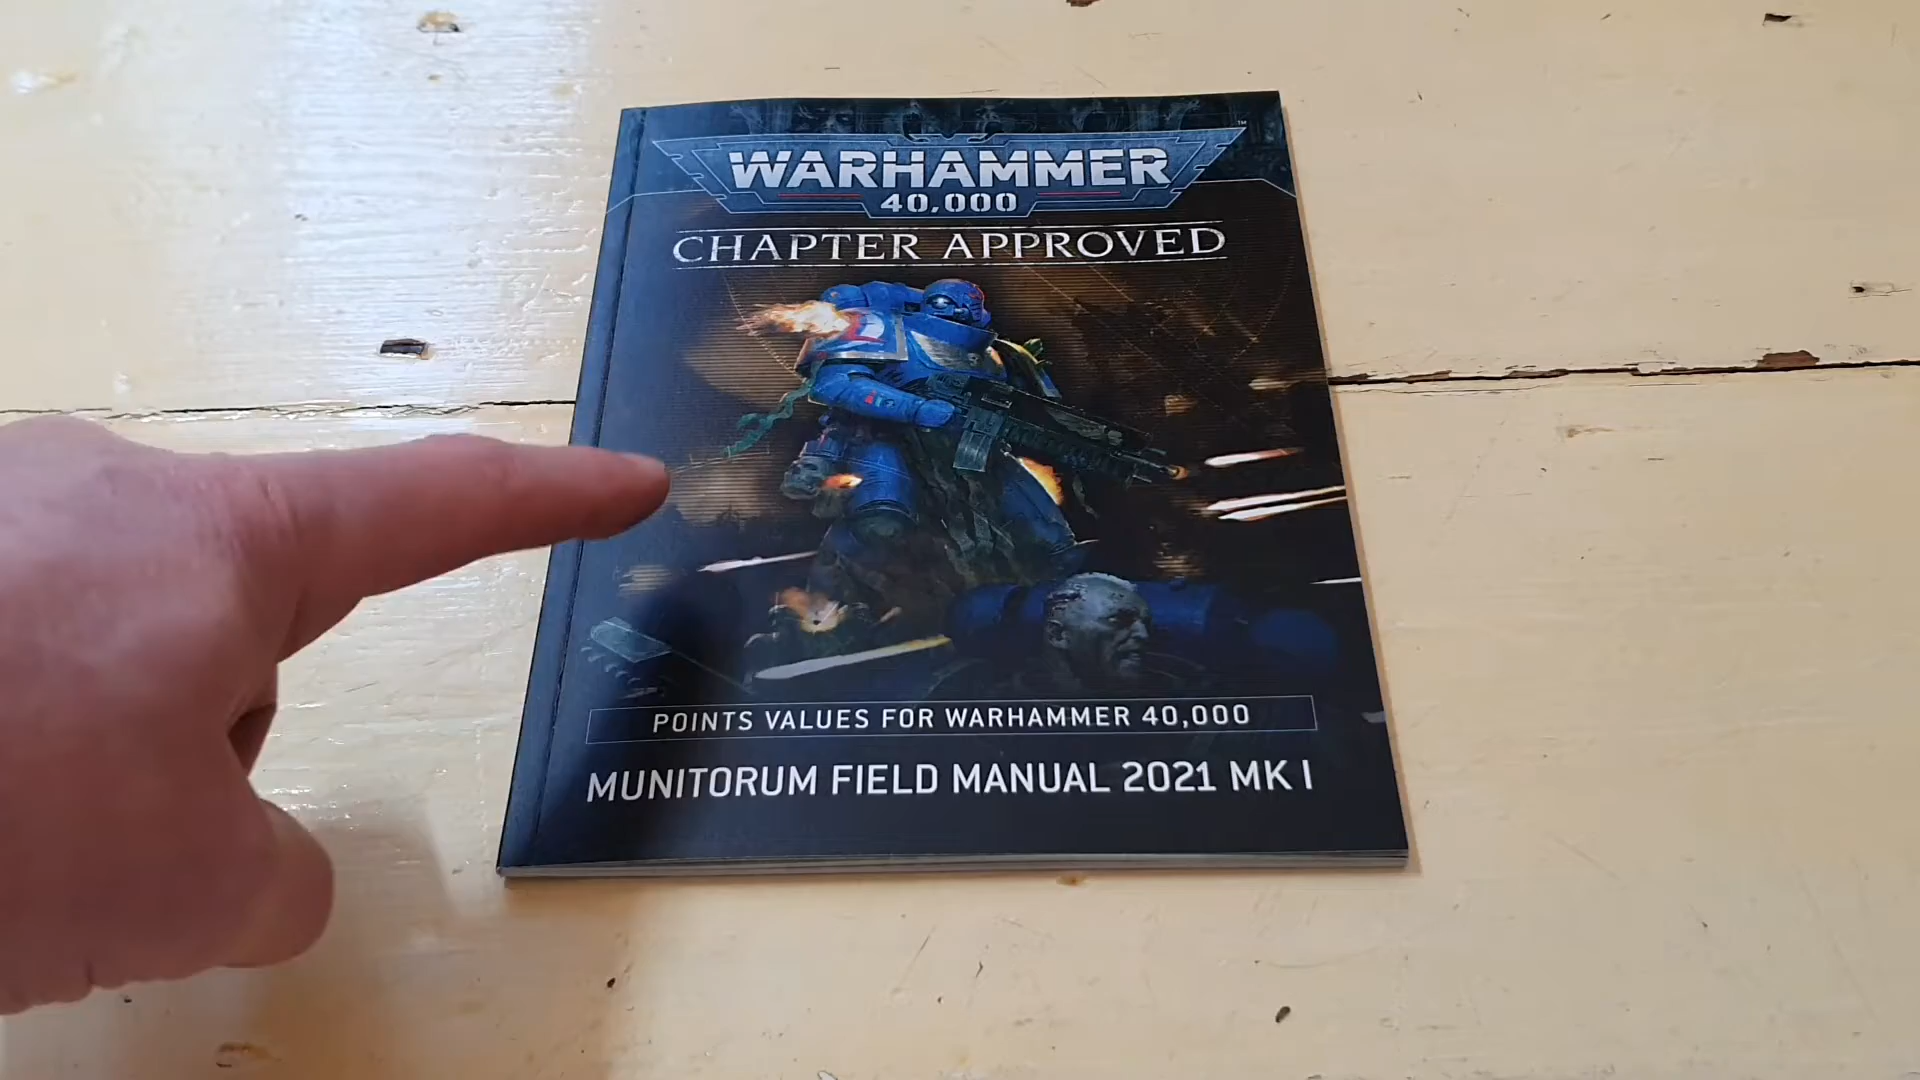 WARHAMMER
40,000
CHAPTER APPROVED
POINTS VALUES FOR WARHAMMER 40,000
MUNITORUM FIELD MANUAL 2021 MK I